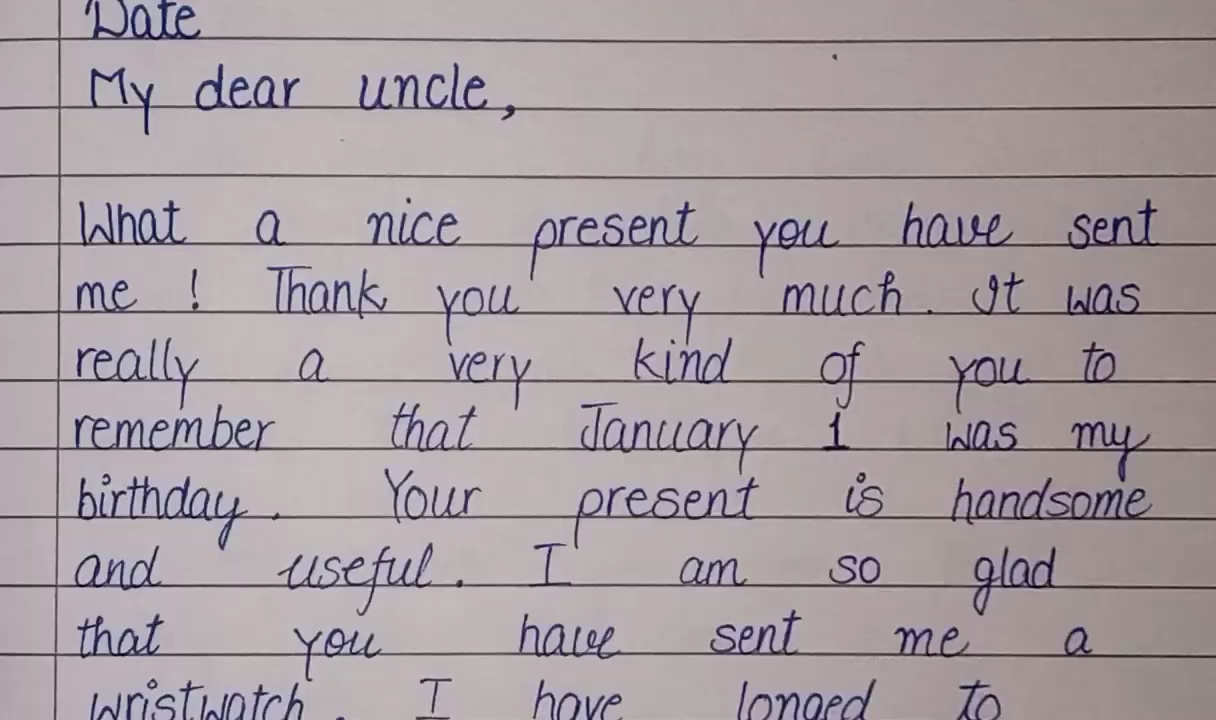 Date
My dear uncle,
What a nice present you have sent
me ! Thank you very much. It was
really a very kind of you to
remember that January 1 was my
birthday. Your present is handsome
and useful. I am so glad
that you have sent me a
wristwatch. I have longed to